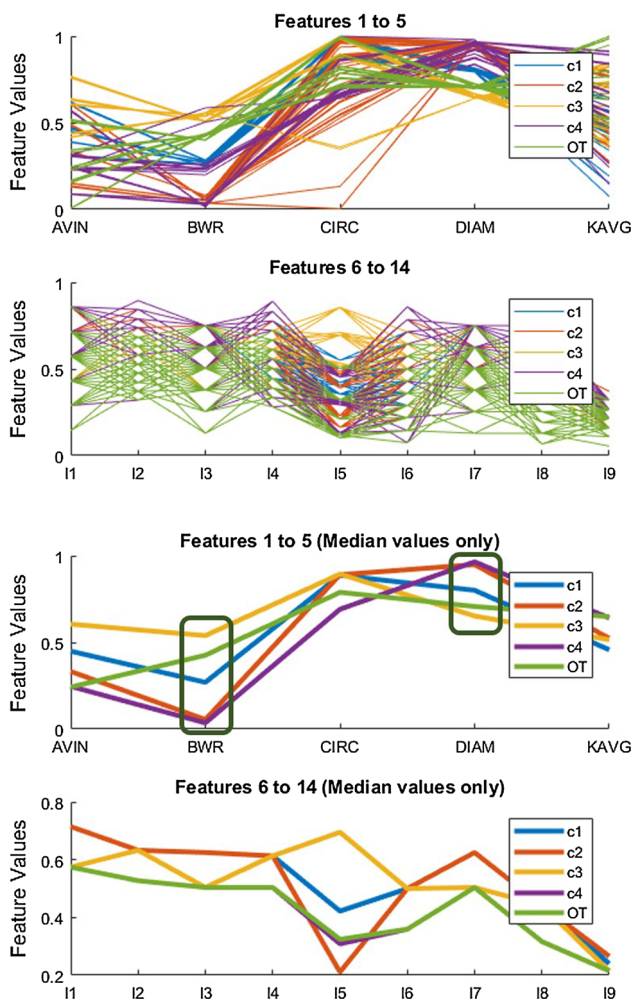 Features 1 to 5
Feature Values
1
0.5
0
AVIN BWR CIRC DIAM KAVG
c1
c2
c3
c4
OT
Features 6 to 14
Feature Values
1
0.5
0
I1 I2 I3 I4 I5 I6 I7 I8 I9
c1
c2
c3
c4
OT
Features 1 to 5 (Median values only)
Feature Values
1
0.5
0
AVIN BWR CIRC DIAM KAVG
c1
c2
c3
c4
OT
Features 6 to 14 (Median values only)
Feature Values
0.8
0.6
0.4
0.2
I1 I2 I3 I4 I5 I6 I7 I8 I9
c1
c2
c3
c4
OT